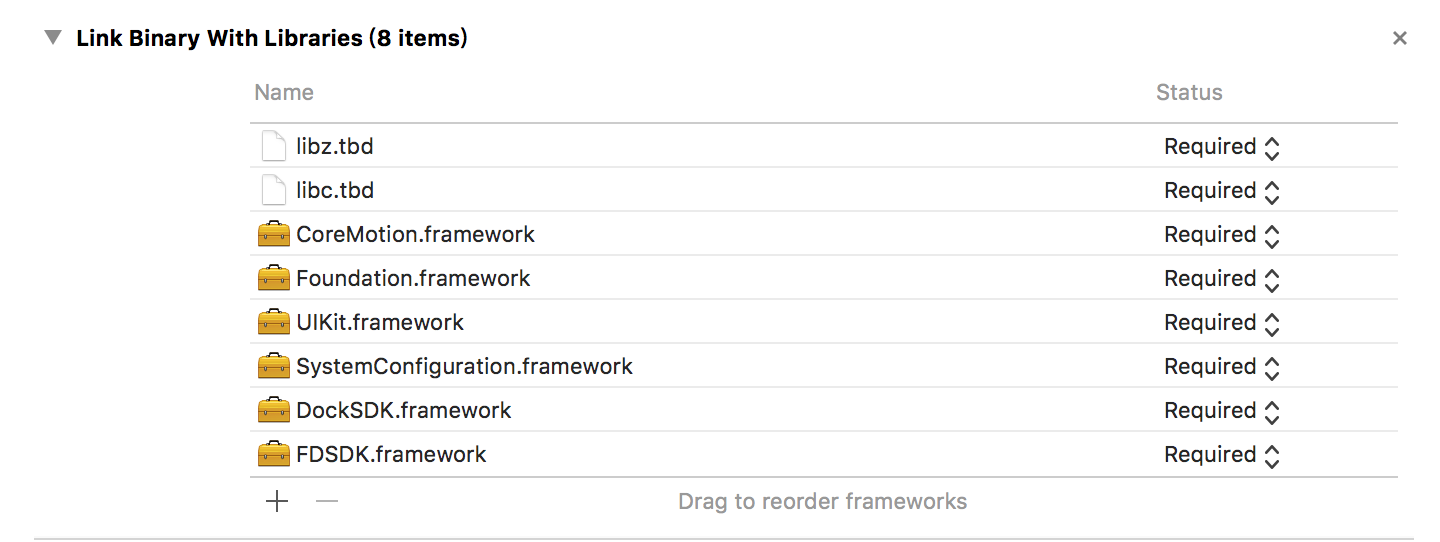 Link Binary With Libraries (8 items)
Name Status
libz.tbd Required
libc.tbd Required
CoreMotion.framework Required
Foundation.framework Required
UIKit.framework Required
SystemConfiguration.framework Required
DockSDK.framework Required
FDSDK.framework Required
Drag to reorder frameworks